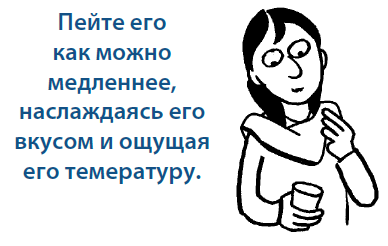 Пейте его
как можно
медленнее,
наслаждаясь его
вкусом и ощущая
его темературу.